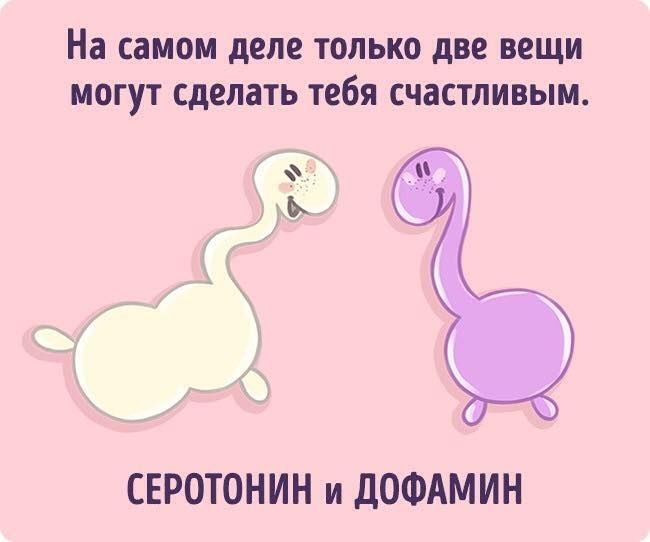 На самом деле только две вещи
могут сделать тебя счастливым.
СЕРОТОНИН и ДОФАМИН